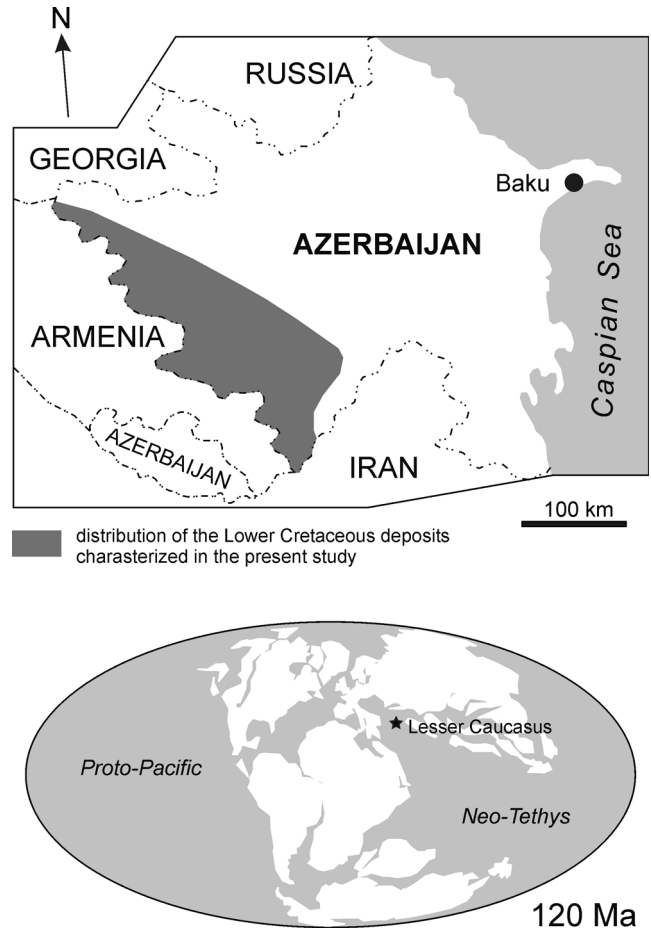 N
RUSSIA
GEORGIA
Baku
AZERBAIJAN
Caspian Sea
ARMENIA
AZERBAIJAN
IRAN
100 km
distribution of the Lower Cretaceous deposits
charasterized in the present study
Lesser Caucasus
Proto-Pacific
Neo-Tethys
120 Ma